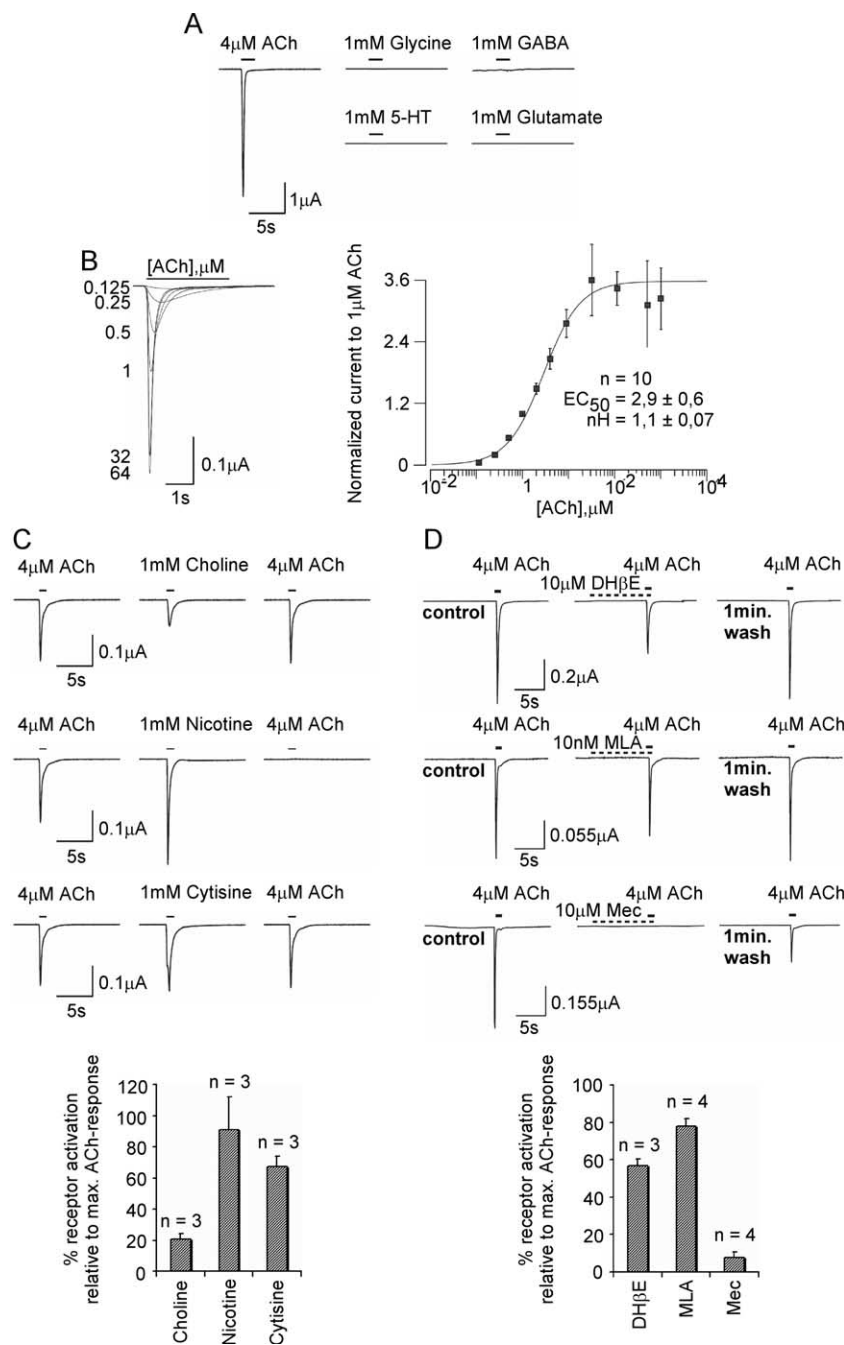 A
4μM ACh
1mM Glycine
1mM GABA
1mM 5-HT
1mM Glutamate
1μA
5s
B
[ACh],μM
0.125
0.25
0.5
1
32
64
0.1μA
1s
Normalized current to 1μM ACh
3.6
2.4
1.2
0
n = 10
EC50 = 2,9 ± 0,6
nH = 1,1 ± 0,07
10-2
1
102
104
[ACh],μM
C
4μM ACh
1mM Choline
4μM ACh
0.1μA
5s
4μM ACh
1mM Nicotine
4μM ACh
0.1μA
5s
4μM ACh
1mM Cytisine
4μM ACh
0.1μA
5s
% receptor activation
relative to max. ACh-response
120
100
80
60
40
20
0
n = 3
n = 3
n = 3
Choline
Nicotine
Cytisine
D
4μM ACh
4μM ACh
4μM ACh
10μM DHβE
control
1min.
wash
0.2μA
5s
4μM ACh
4μM ACh
4μM ACh
10nM MLA
control
1min.
wash
0.055μA
5s
4μM ACh
4μM ACh
4μM ACh
10μM Mec
control
1min.
wash
0.155μA
5s
% receptor activation
relative to max. ACh-response
100
80
60
40
20
0
n = 3
n = 4
n = 4
DHβE
MLA
Mec